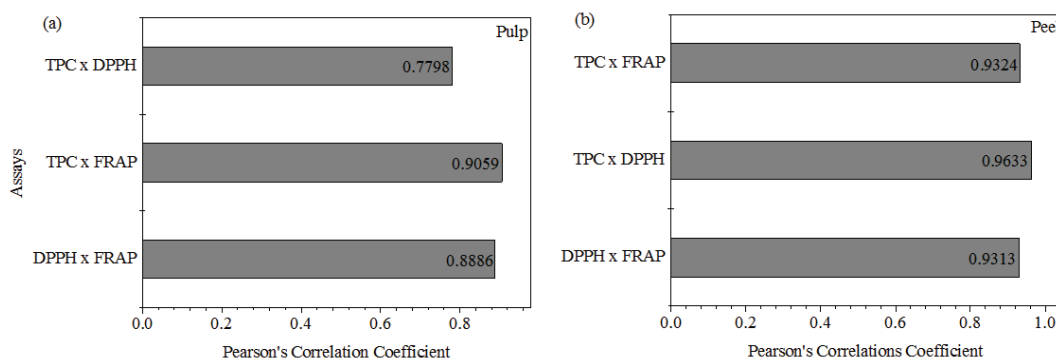 (a)
Pulp
TPC x DPPH
0.7798
TPC x FRAP
0.9059
DPPH x FRAP
0.8886
Assays
0.0 0.2 0.4 0.6 0.8
Pearson's Correlation Coefficient
(b)
Peel
TPC x FRAP
0.9324
TPC x DPPH
0.9633
DPPH x FRAP
0.9313
0.0 0.2 0.4 0.6 0.8 1.0
Pearson's Correlations Coefficient